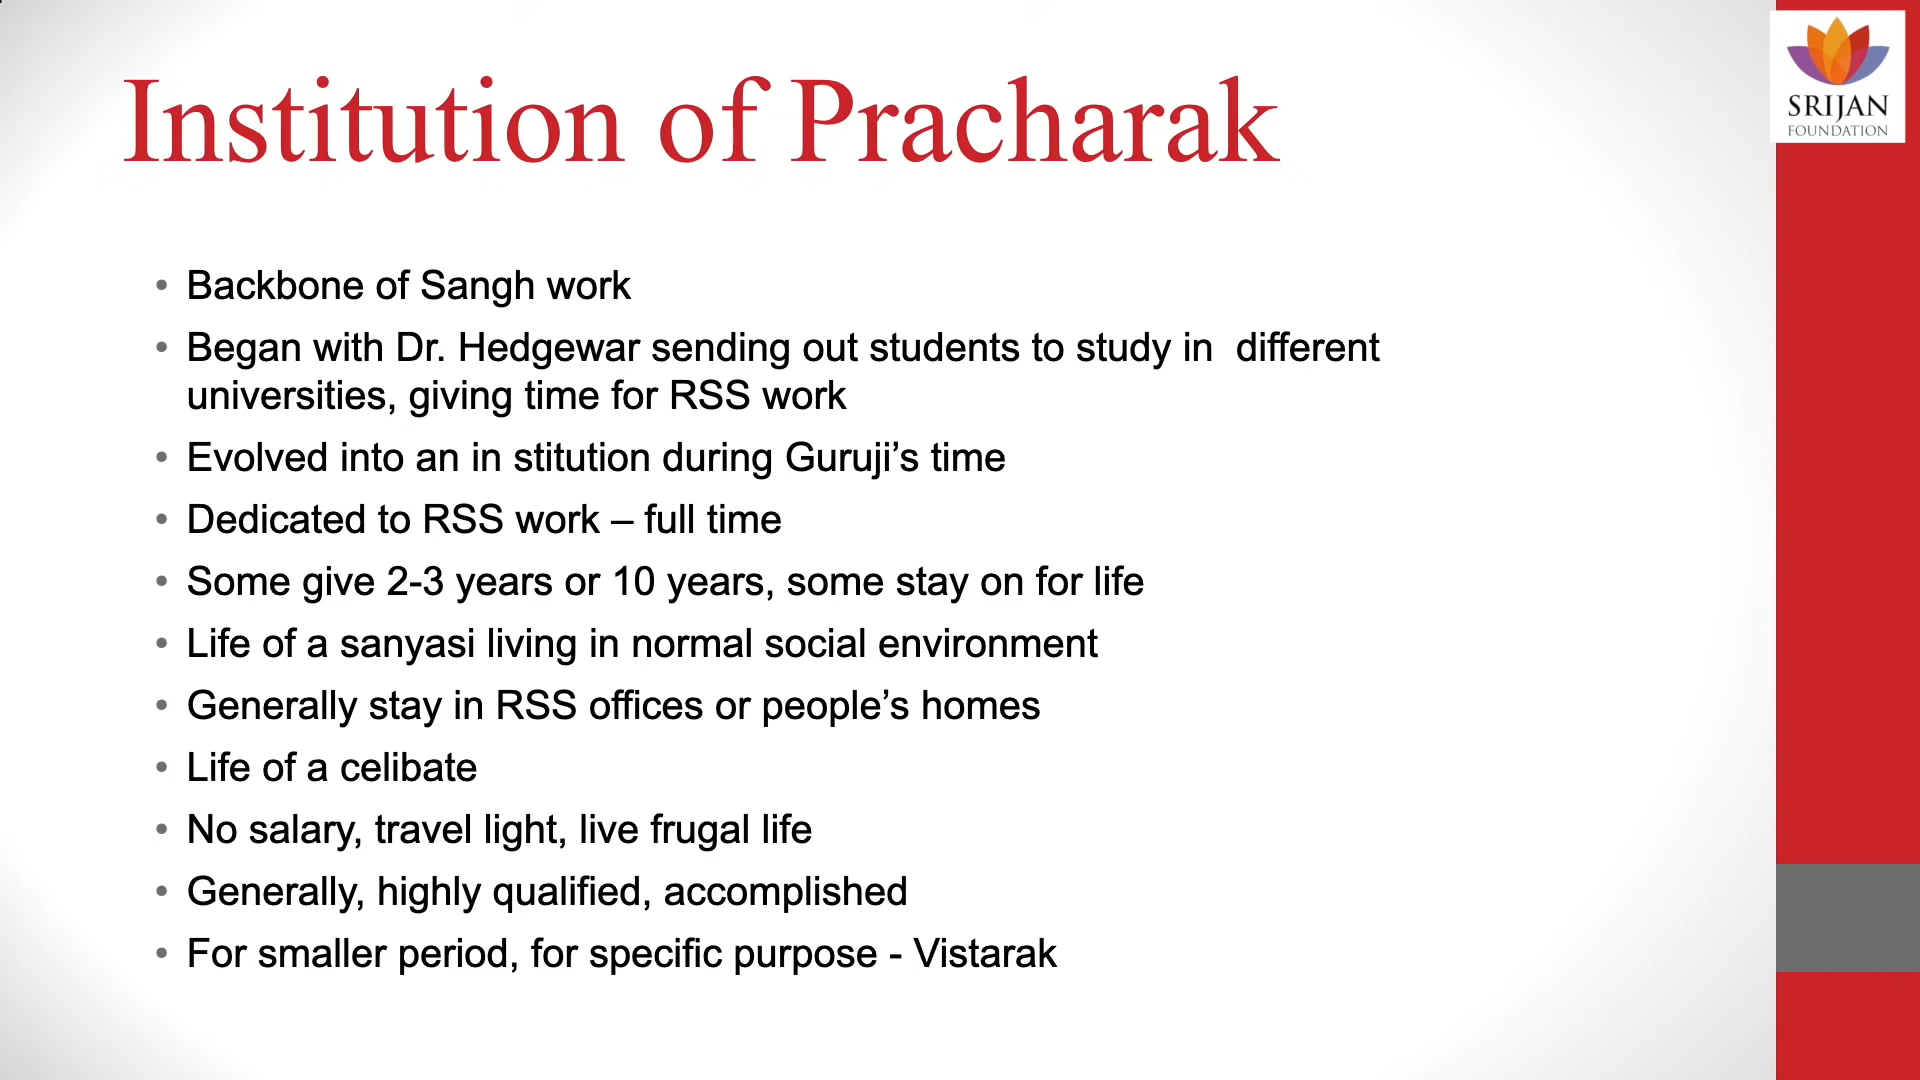 Institution of Pracharak
SRIJAN
FOUNDATION
• Backbone of Sangh work
• Began with Dr. Hedgewar sending out students to study in  different
universities, giving time for RSS work
• Evolved into an in stitution during Guruji’s time
• Dedicated to RSS work – full time
• Some give 2-3 years or 10 years, some stay on for life
• Life of a sanyasi living in normal social environment
• Generally stay in RSS offices or people’s homes
• Life of a celibate
• No salary, travel light, live frugal life
• Generally, highly qualified, accomplished
• For smaller period, for specific purpose - Vistarak